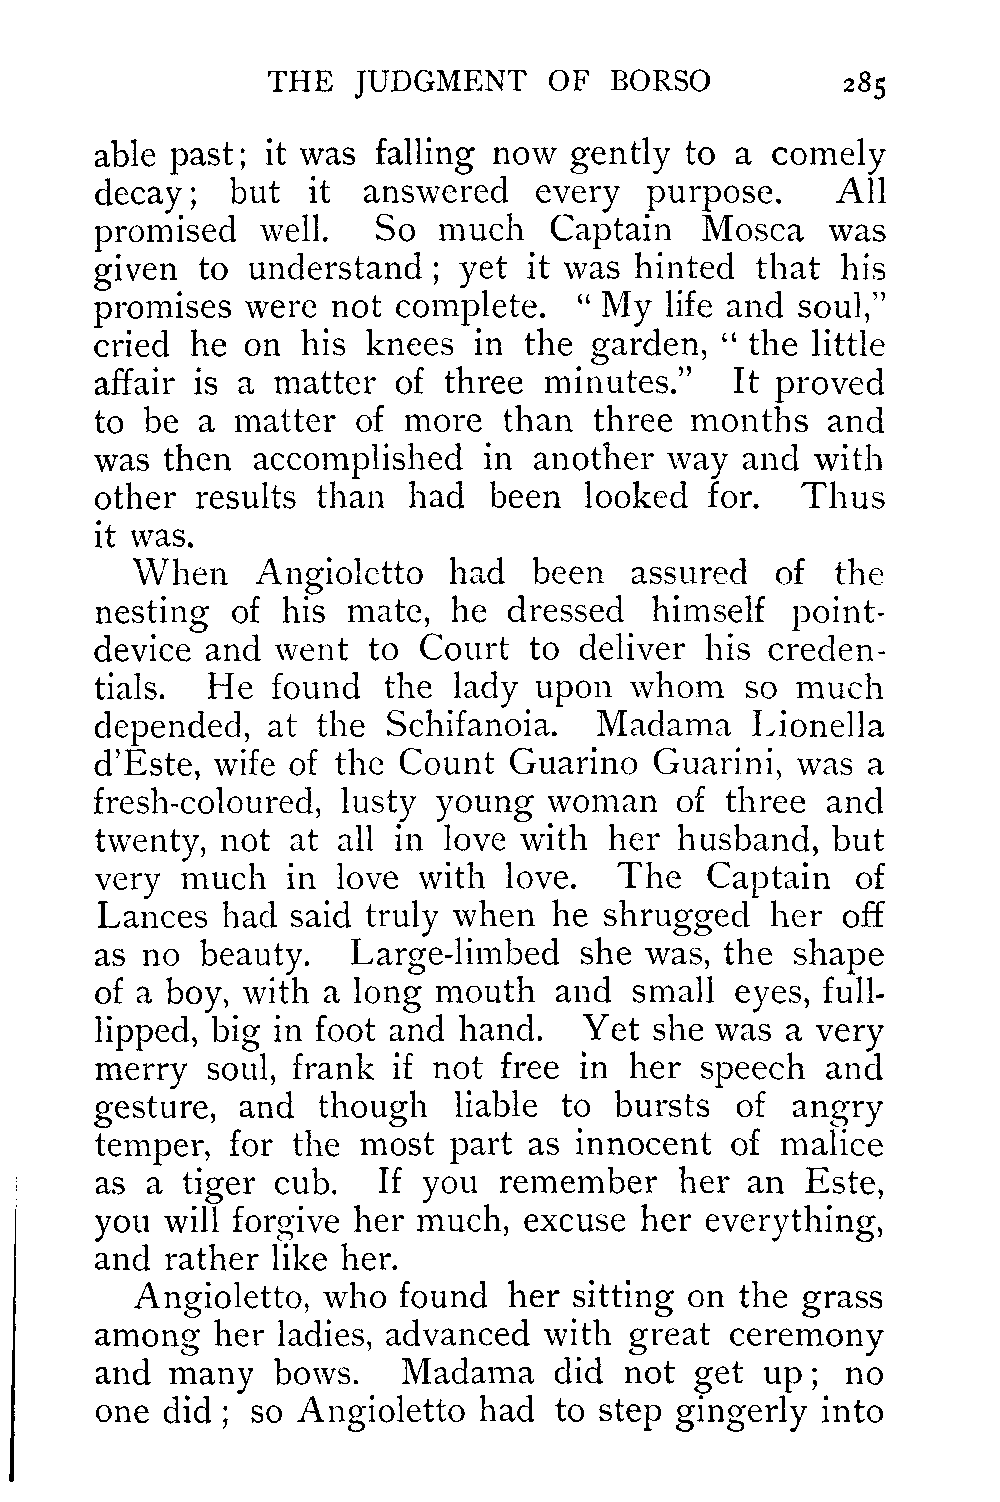 THE JUDGMENT OF BORSO 285
able past; it was falling now gently to a comely
decay; but it answered every purpose. All
promised well. So much Captain Mosca was
given to understand; yet it was hinted that his
promises were not complete. "My life and soul,"
cried he on his knees in the garden, "the little
affair is a matter of three minutes." It proved
to be a matter of more than three months and
was then accomplished in another way and with
other results than had been looked for. Thus
it was.
When Angioletto had been assured of the
nesting of his mate, he dressed himself point-
device and went to Court to deliver his creden-
tials. He found the lady upon whom so much
depended, at the Schifanoia. Madama Lionella
d'Este, wife of the Count Guarino Guarini, was a
fresh-coloured, lusty young woman of three and
twenty, not at all in love with her husband, but
very much in love with love. The Captain of
Lances had said truly when he shrugged her off
as no beauty. Large-limbed she was, the shape
of a boy, with a long mouth and small eyes, full-
lipped, big in foot and hand. Yet she was a very
merry soul, frank if not free in her speech and
gesture, and though liable to bursts of angry
temper, for the most part as innocent of malice
as a tiger cub. If you remember her an Este,
you will forgive her much, excuse her everything,
and rather like her.
Angioletto, who found her sitting on the grass
among her ladies, advanced with great ceremony
and many bows. Madama did not get up; no
one did; so Angioletto had to step gingerly into